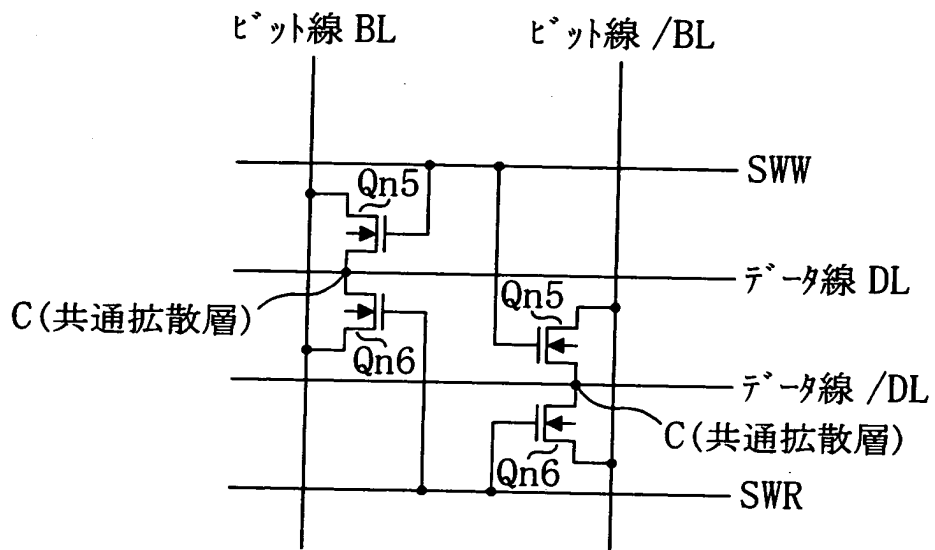 ビット線 BL
ビット線 /BL
SWW
Qn5
データ線 DL
C(共通拡散層)
Qn5
Qn6
データ線 /DL
C(共通拡散層)
Qn6
SWR